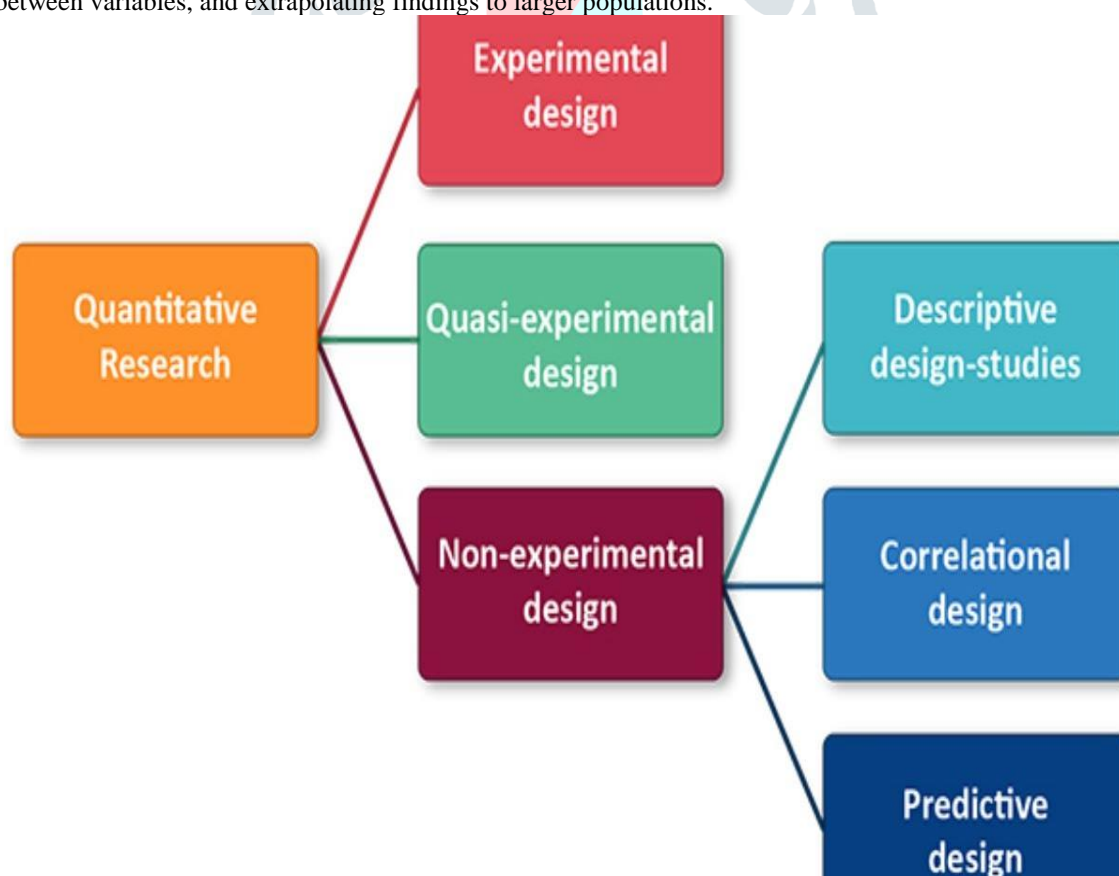 between variables, and extrapolating findings to larger populations.
Experimental
design
Quantitative
Research
Quasi-experimental
design
Descriptive
design-studies
Non-experimental
design
Correlational
design
Predictive
design